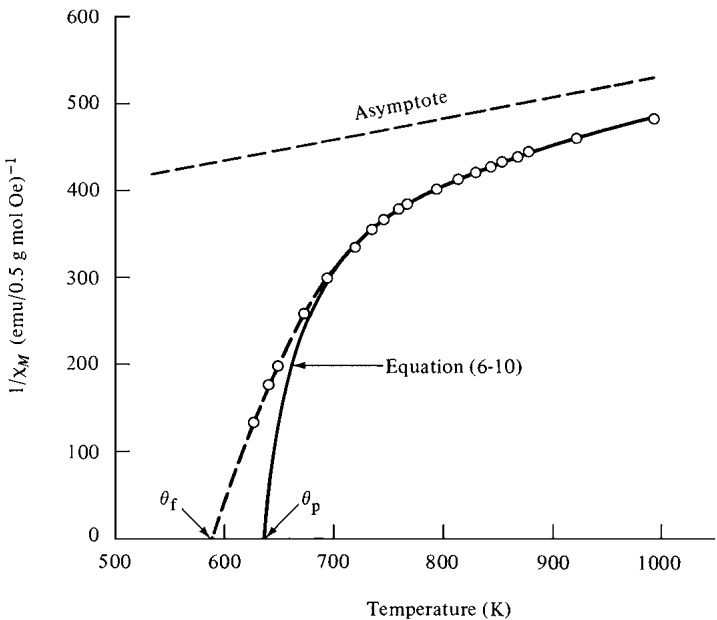 600
500
400
300
200
100
0
1/χ_M (emu/0.5 g mol Oe)⁻¹
Asymptote
Equation (6-10)
θ_f
θ_p
500 600 700 800 900 1000
Temperature (K)